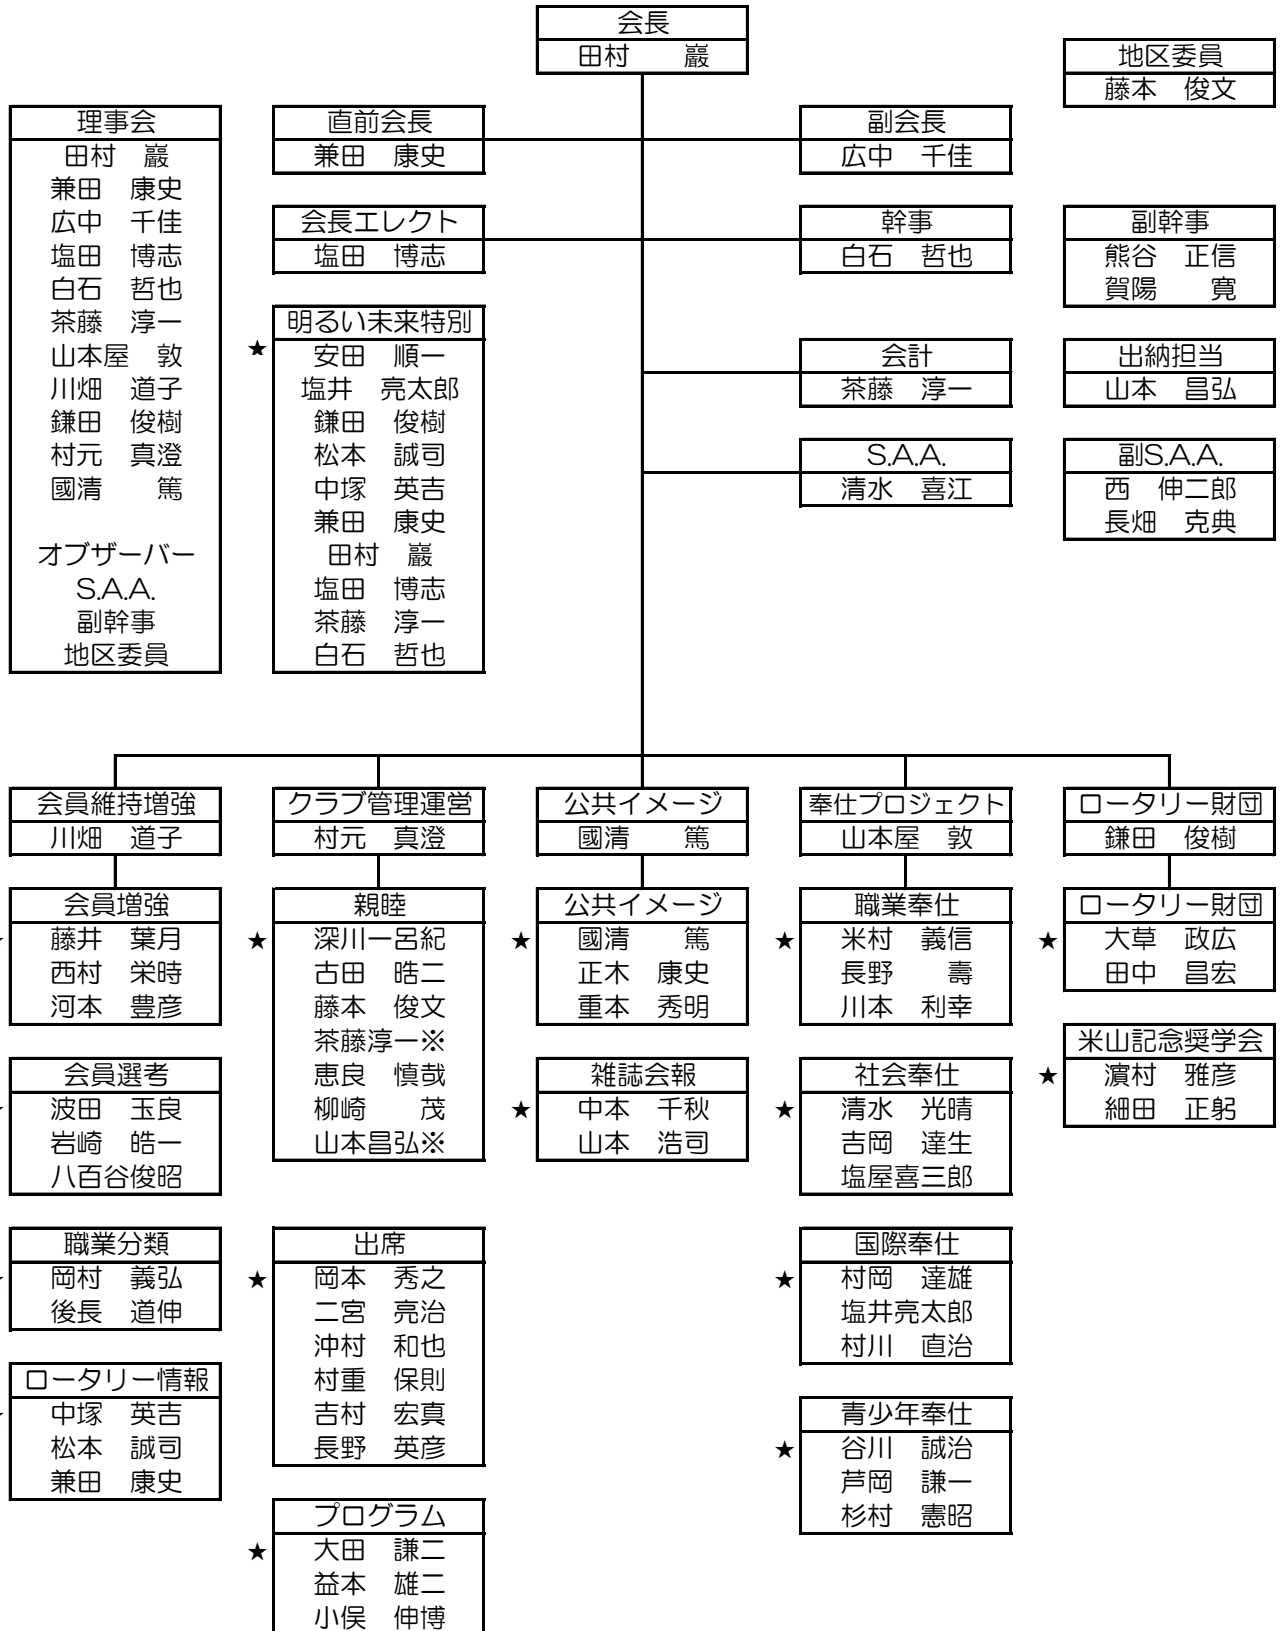 会長
田村　　巖
地区委員
藤本　俊文
理事会
田村　巖
兼田　康史
広中　千佳
塩田　博志
白石　哲也
茶藤　淳一
山本屋　敦
川畑　道子
鎌田　俊樹
村元　真澄
國清　　篤
オブザーバー
S.A.A.
副幹事
地区委員
直前会長
兼田　康史
副会長
広中　千佳
会長エレクト
塩田　博志
幹事
白石　哲也
副幹事
熊谷　正信
賀陽　　寛
★
明るい未来特別
安田　順一
塩井　亮太郎
鎌田　俊樹
松本　誠司
中塚　英吉
兼田　康史
田村　巖
塩田　博志
茶藤　淳一
白石　哲也
会計
茶藤　淳一
出納担当
山本　昌弘
S.A.A.
清水　喜江
副S.A.A.
西　伸二郎
長畑　克典
会員維持増強
川畑　道子
クラブ管理運営
村元　真澄
公共イメージ
國清　　篤
奉仕プロジェクト
山本屋　敦
ロータリー財団
鎌田　俊樹
会員増強
★
藤井　葉月
西村　栄時
河本　豊彦
会員選考
★
波田　玉良
岩崎　皓一
八百谷俊昭
職業分類
★
岡村　義弘
後長　道伸
ロータリー情報
★
中塚　英吉
松本　誠司
兼田　康史
親睦
★
深川一呂紀
古田　晧二
藤本　俊文
茶藤淳一※
恵良　慎哉
柳崎　　茂
山本昌弘※
出席
★
岡本　秀之
二宮　亮治
沖村　和也
村重　保則
吉村　宏真
長野　英彦
プログラム
★
大田　謙二
益本　雄二
小俣　伸博
公共イメージ
★
國清　　篤
正木　康史
重本　秀明
雑誌会報
★
中本　千秋
山本　浩司
職業奉仕
★
米村　義信
長野　　壽
川本　利幸
社会奉仕
★
清水　光晴
吉岡　達生
塩屋喜三郎
国際奉仕
★
村岡　達雄
塩井亮太郎
村川　直治
青少年奉仕
★
谷川　誠治
芦岡　謙一
杉村　憲昭
ロータリー財団
★
大草　政広
田中　昌宏
米山記念奨学会
★
濵村　雅彦
細田　正躬